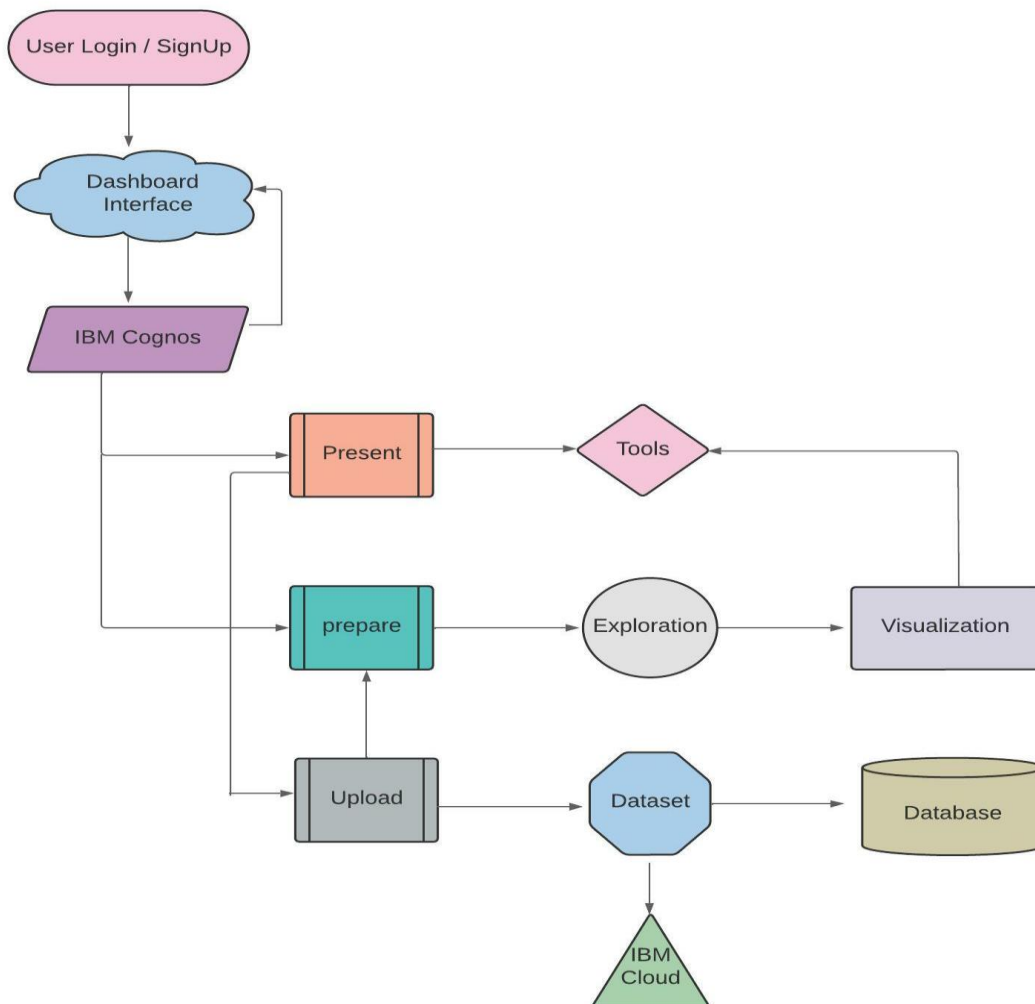 User Login / SignUp
Dashboard
Interface
IBM Cognos
Present
Tools
prepare
Exploration
Visualization
Upload
Dataset
Database
IBM
Cloud